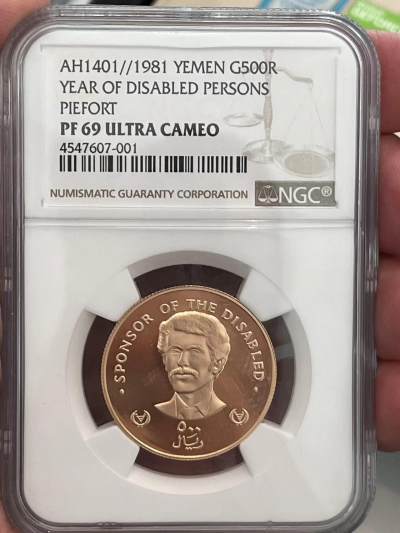 AH1401//1981 YEMEN G500R
YEAR OF DISABLED PERSONS
PIEFORT
PF 69 ULTRA CAMEO
4547607-001
NUMISMATIC GUARANTY CORPORATION NGC®
· SPONSOR OF THE DISABLED ·
٥٠٠
ريال